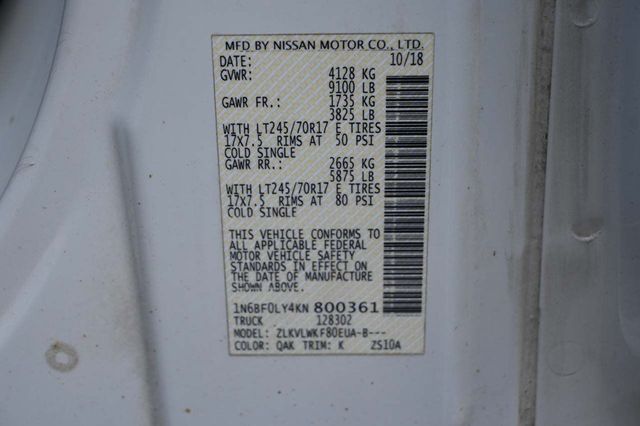 MFD BY NISSAN MOTOR CO., LTD.
DATE: 10/18
GVWR: 4128 KG
9100 LB
GAWR FR.: 1735 KG
3825 LB
WITH LT245/70R17 E TIRES
17X7.5 RIMS AT 50 PSI
COLD SINGLE
GAWR RR.: 2665 KG
5875 LB
WITH LT245/70R17 E TIRES
17X7.5 RIMS AT 80 PSI
COLD SINGLE
THIS VEHICLE CONFORMS TO
ALL APPLICABLE FEDERAL
MOTOR VEHICLE SAFETY
STANDARDS IN EFFECT ON
THE DATE OF MANUFACTURE
SHOWN ABOVE.
1N6BF0LY4KN800361
TRUCK 128302
MODEL: ZLKVLWKF80EUA-B---
COLOR: QAK TRIM: K ZS10A